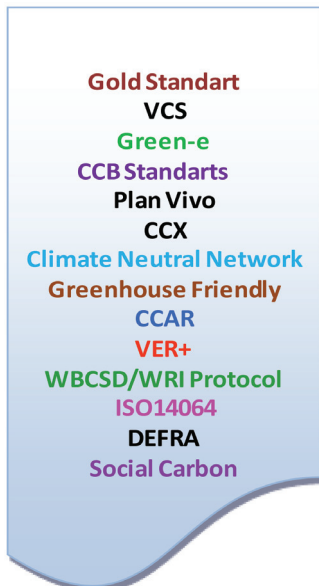 Gold Standart
VCS
Green-e
CCB Standarts
Plan Vivo
CCX
Climate Neutral Network
Greenhouse Friendly
CCAR
VER+
WBCSD/WRI Protocol
ISO14064
DEFRA
Social Carbon